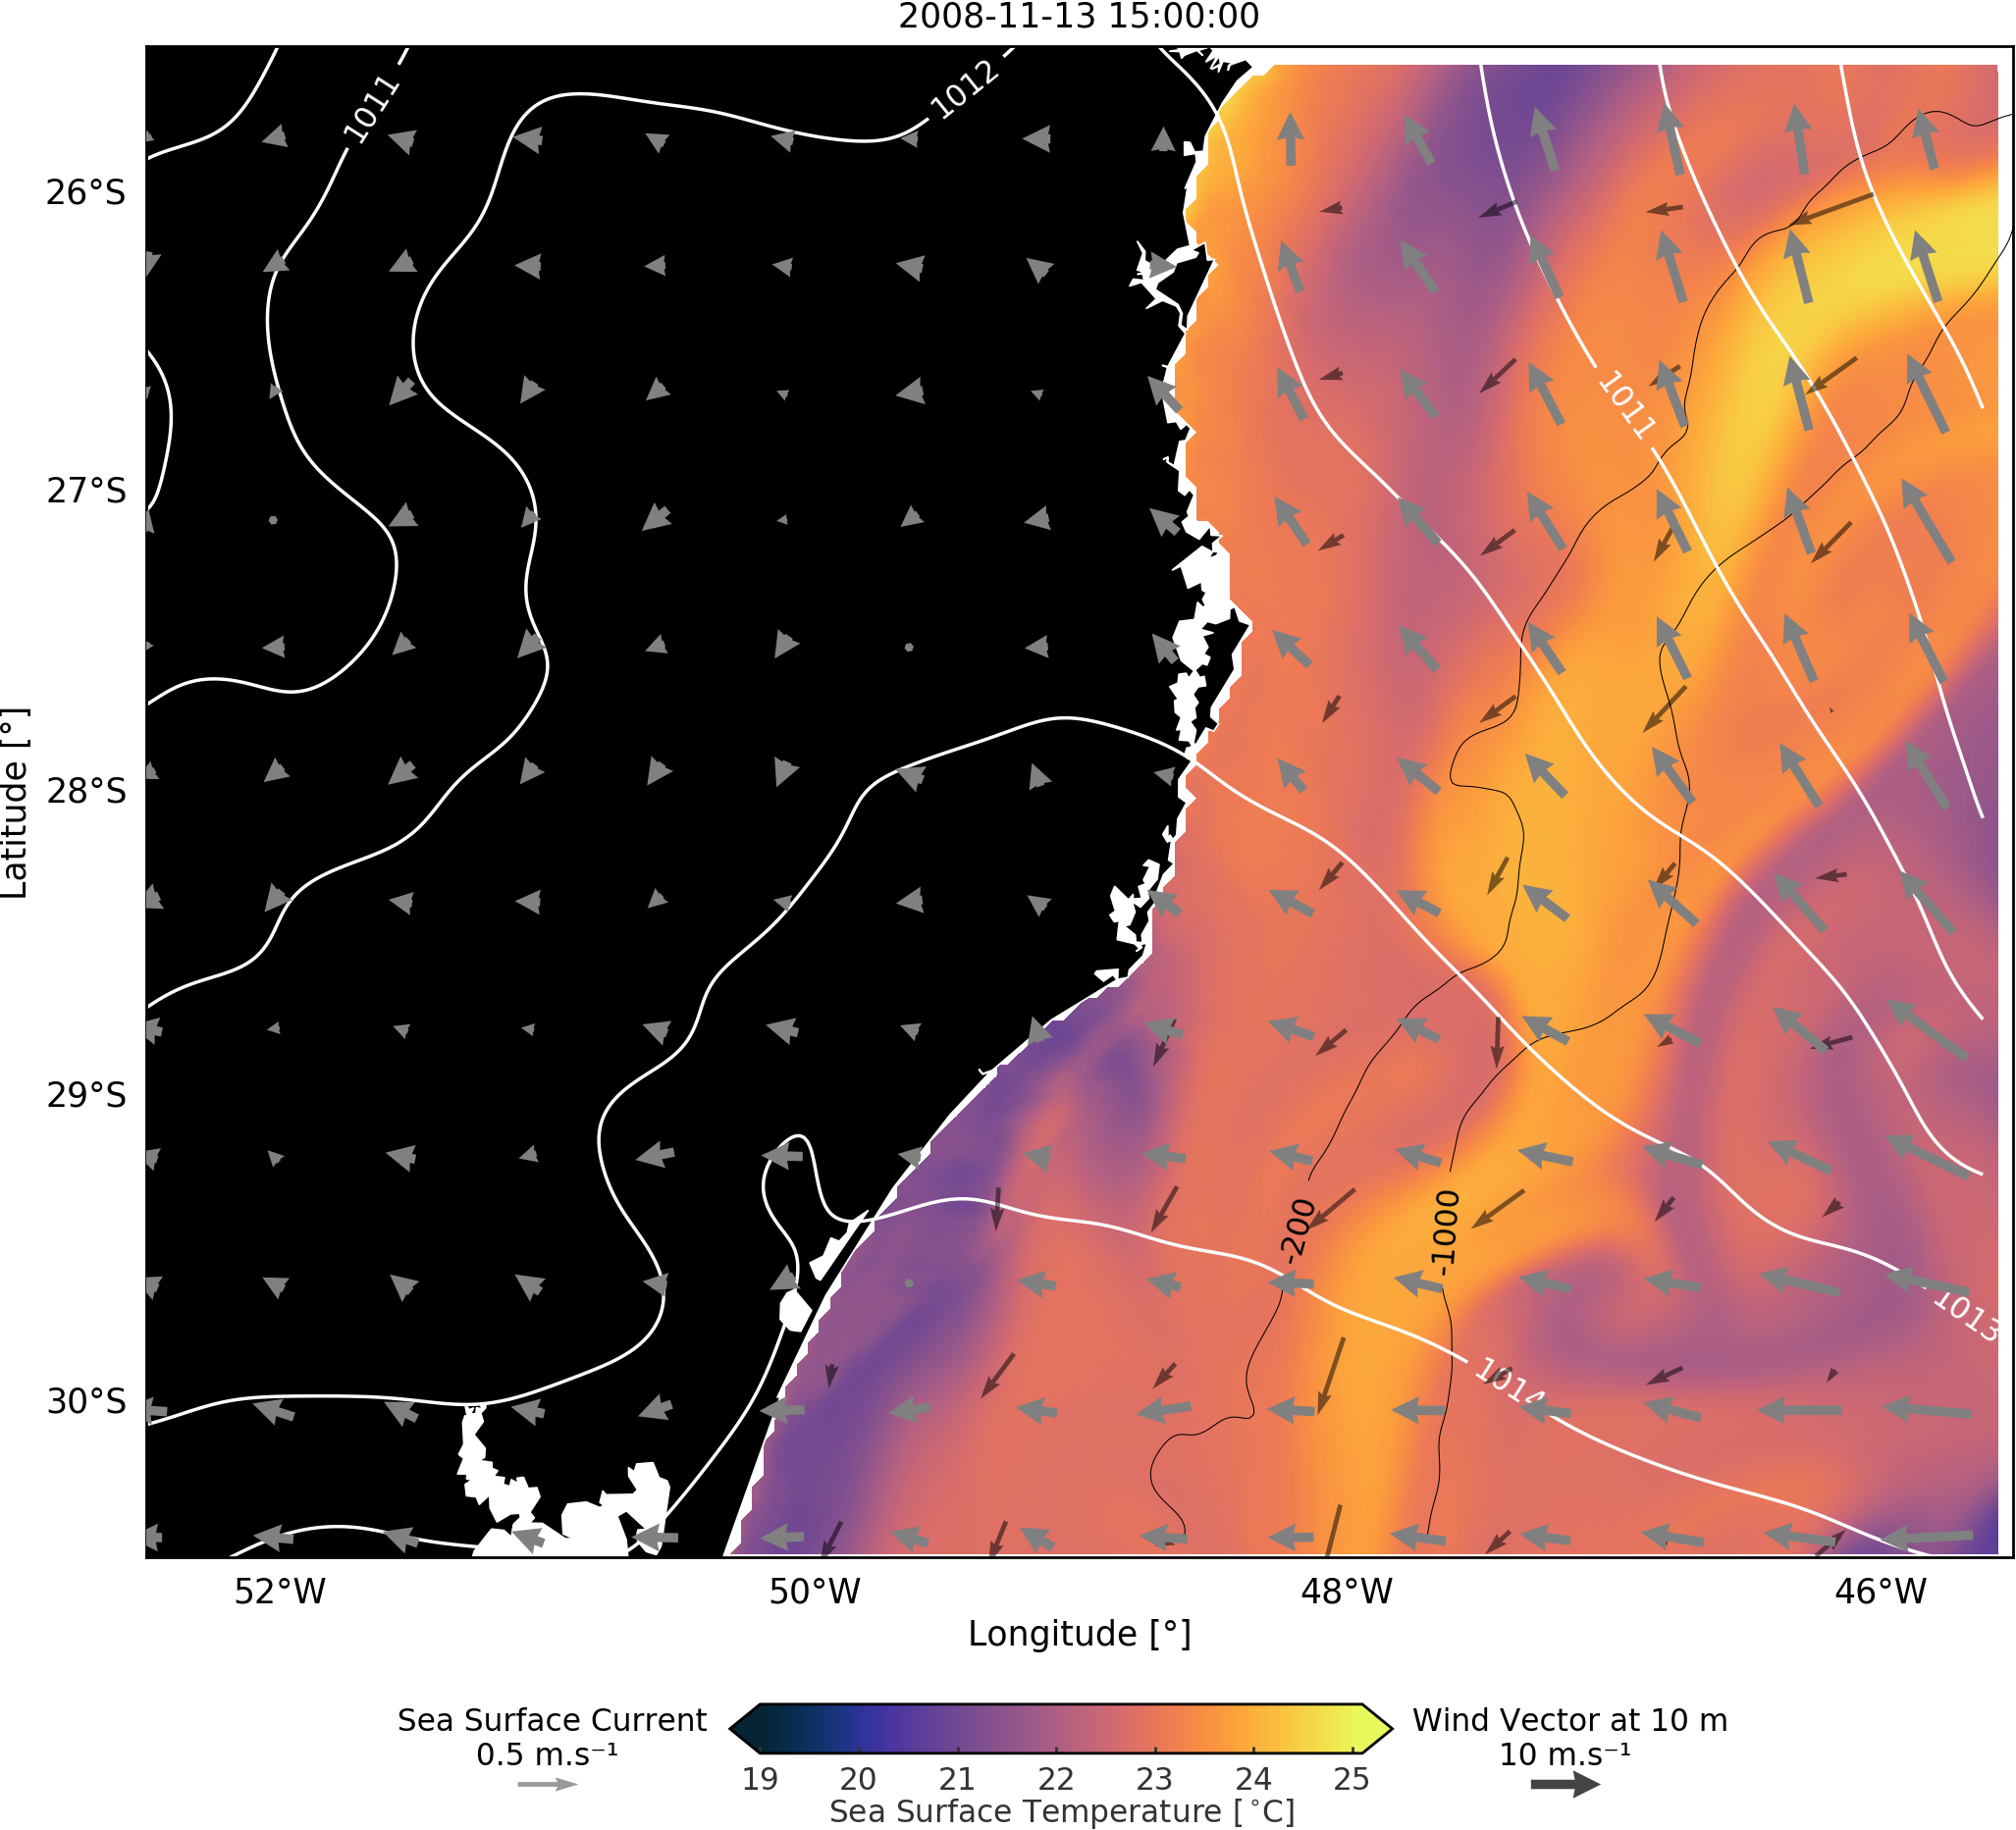 2008-11-13 15:00:00
1011
1012
26°S
1011
27°S
28°S
29°S
-200
-1000
1013
1014
30°S
Latitude [°]
52°W 50°W 48°W 46°W
Longitude [°]
Sea Surface Current
0.5 m.s⁻¹
19 20 21 22 23 24 25
Sea Surface Temperature [°C]
Wind Vector at 10 m
10 m.s⁻¹